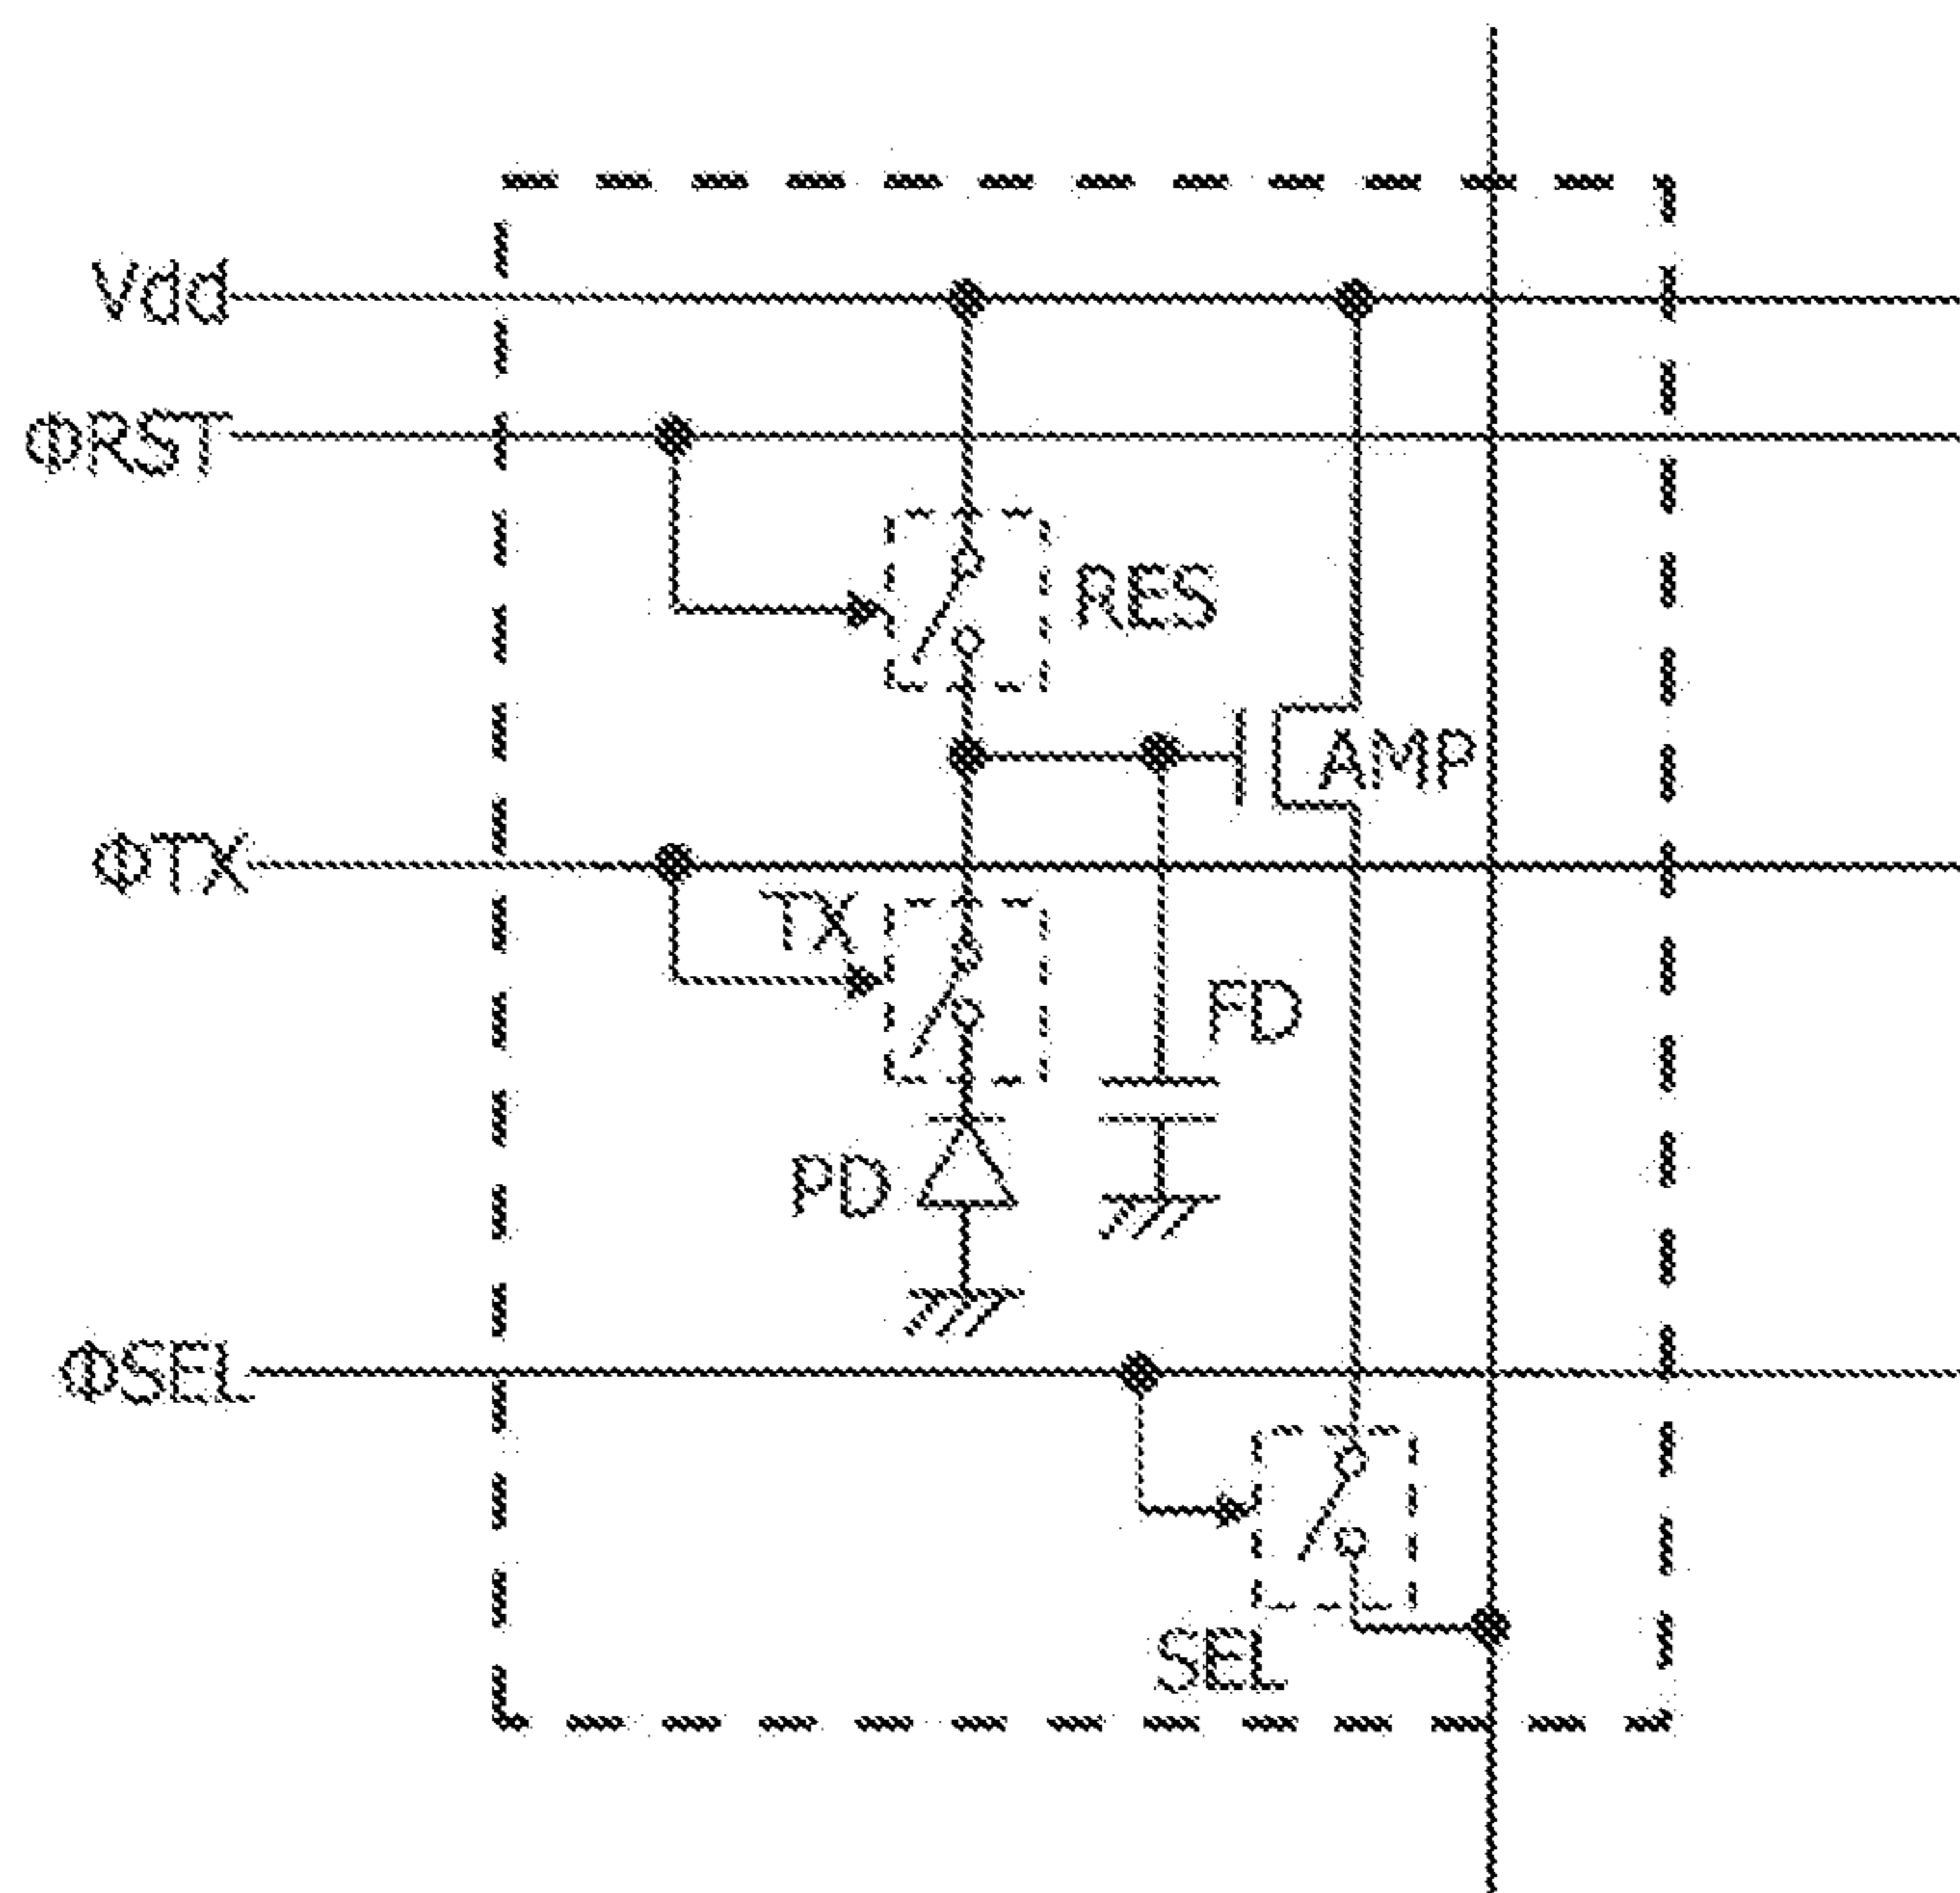 Vdd
ΦRST
RES
AMP
ΦTX
TX
FD
PD
ΦSEL
SEL